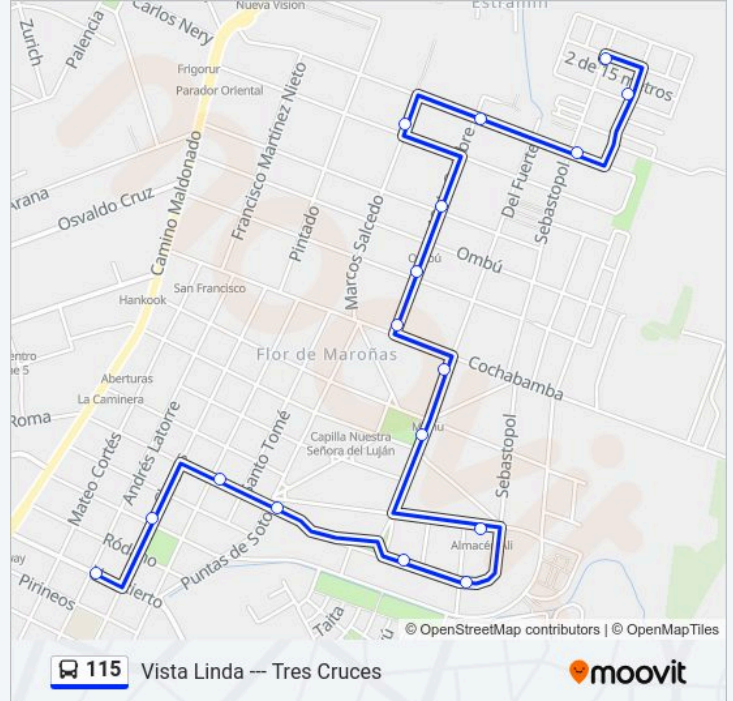 Nueva Vision
Estramin
Carlos Nery
Zurich
Palencia
Frigorur
Parador Oriental
2 de 15 metros
Francisco Martínez Nieto
Camino Maldonado
Arana
Osvaldo Cruz
Pintado
Marcos Salcedo
Del Fuerte
Sebastopol
Ombú
Ombú
San Francisco
Hankook
Flor de Maroñas
Cochabamba
Aberturas
La Caminera
Roma
Mateo Cortés
Andrés Latorre
Santo Tomé
Capilla Nuestra
Señora del Luján
Sebastopol
Puntas de Soto
Pirineos
Taita
© OpenStreetMap contributors | © OpenMapTiles
115 Vista Linda --- Tres Cruces
moovit